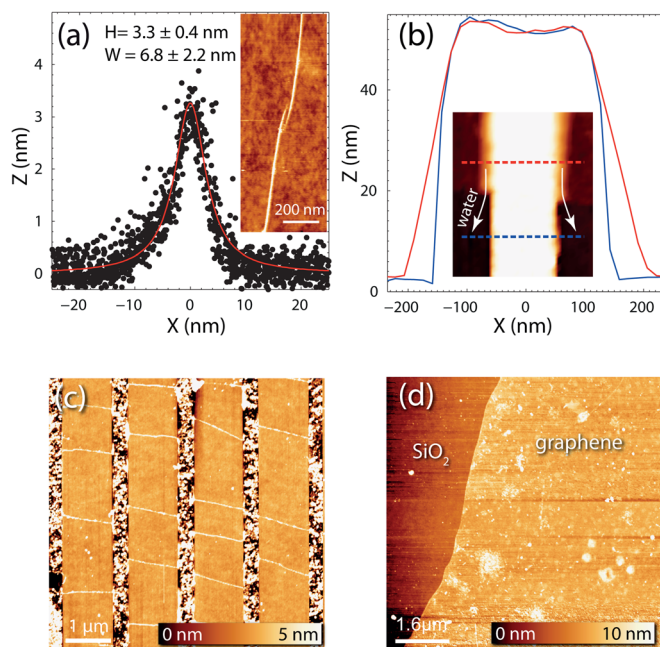 (a)
H= 3.3 ± 0.4 nm
W = 6.8 ± 2.2 nm
4
3
2
1
0
Z (nm)
200 nm
−20
−10
0
10
20
X (nm)
(b)
40
20
0
Z (nm)
water
−200
−100
0
100
200
X (nm)
(c)
1 µm
0 nm
5 nm
(d)
SiO₂
graphene
1.6µm
0 nm
10 nm